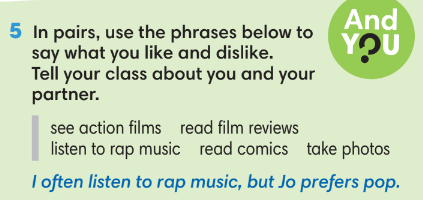 5 In pairs, use the phrases below to
say what you like and dislike.
Tell your class about you and your
partner.
And
Y?U
see action films read film reviews
listen to rap music read comics take photos
I often listen to rap music, but Jo prefers pop.